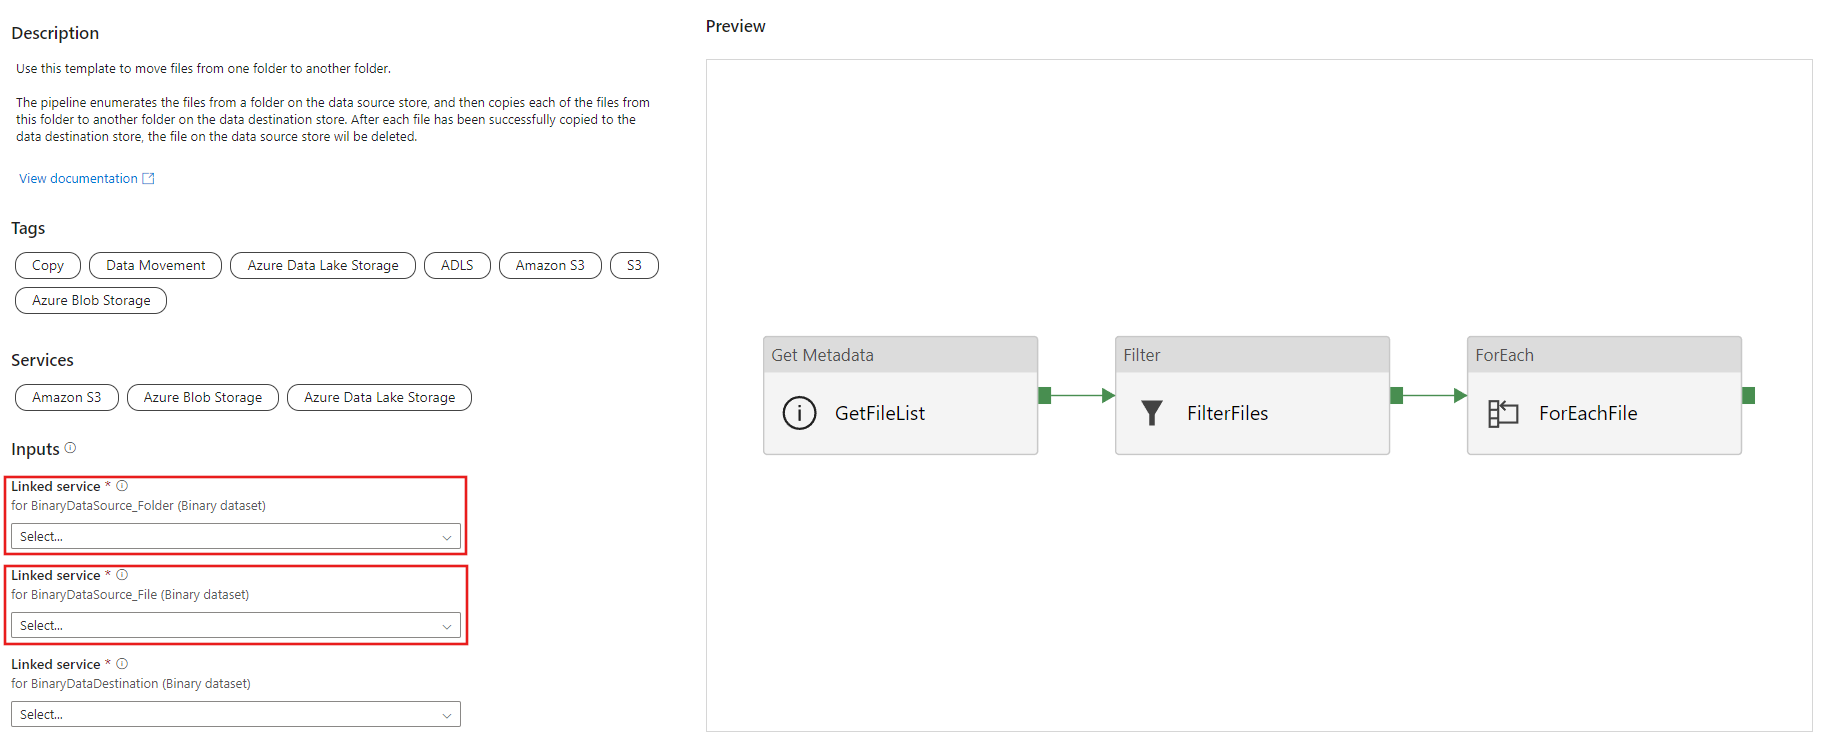 Description
Use this template to move files from one folder to another folder.
The pipeline enumerates the files from a folder on the data source store, and then copies each of the files from
this folder to another folder on the data destination store. After each file has been successfully copied to the
data destination store, the file on the data source store wil be deleted.
View documentation
Tags
Copy
Data Movement
Azure Data Lake Storage
ADLS
Amazon S3
S3
Azure Blob Storage
Services
Amazon S3
Azure Blob Storage
Azure Data Lake Storage
Inputs
Linked service *
for BinaryDataSource_Folder (Binary dataset)
Select...
Linked service *
for BinaryDataSource_File (Binary dataset)
Select...
Linked service *
for BinaryDataDestination (Binary dataset)
Select...
Preview
Get Metadata
GetFileList
Filter
FilterFiles
ForEach
ForEachFile